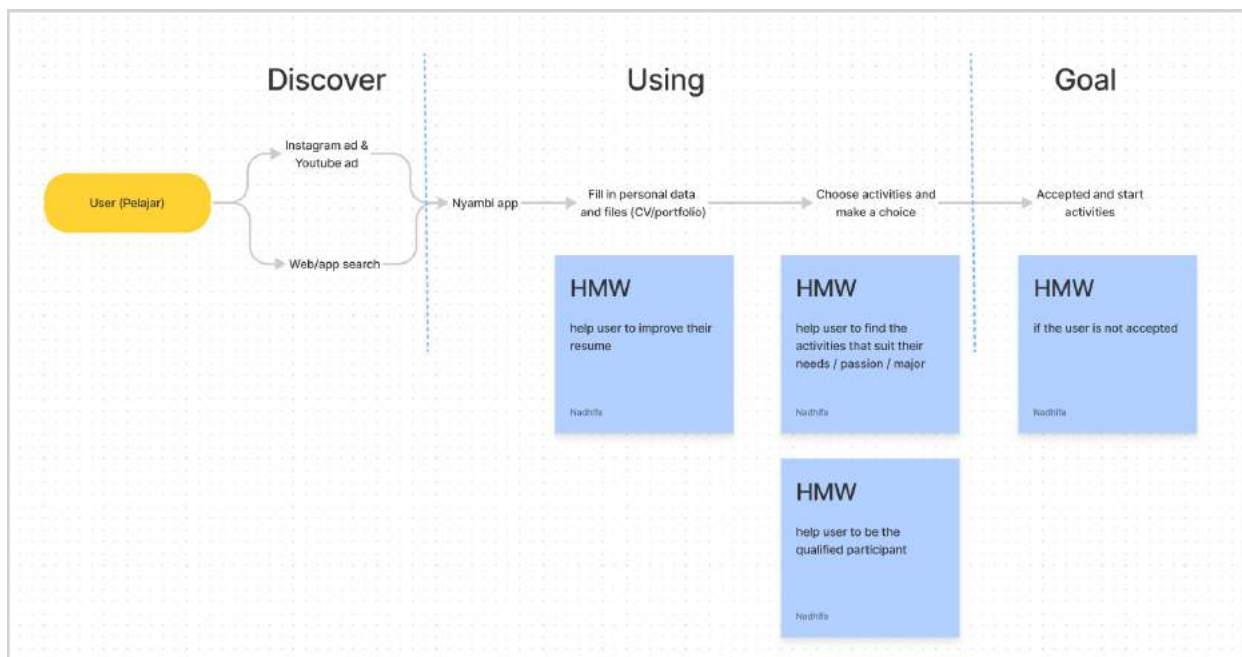 Discover
Using
Goal
Instagram ad &
Youtube ad
User (Pelajar)
Web/app search
Nyambi app
Fill in personal data
and files (CV/portfolio)
Choose activities and
make a choice
Accepted and start
activities
HMW
help user to improve their
resume
Nadhifa
HMW
help user to find the
activities that suit their
needs / passion / major
Nadhifa
HMW
if the user is not accepted
Nadhifa
HMW
help user to be the
qualified participant
Nadhifa